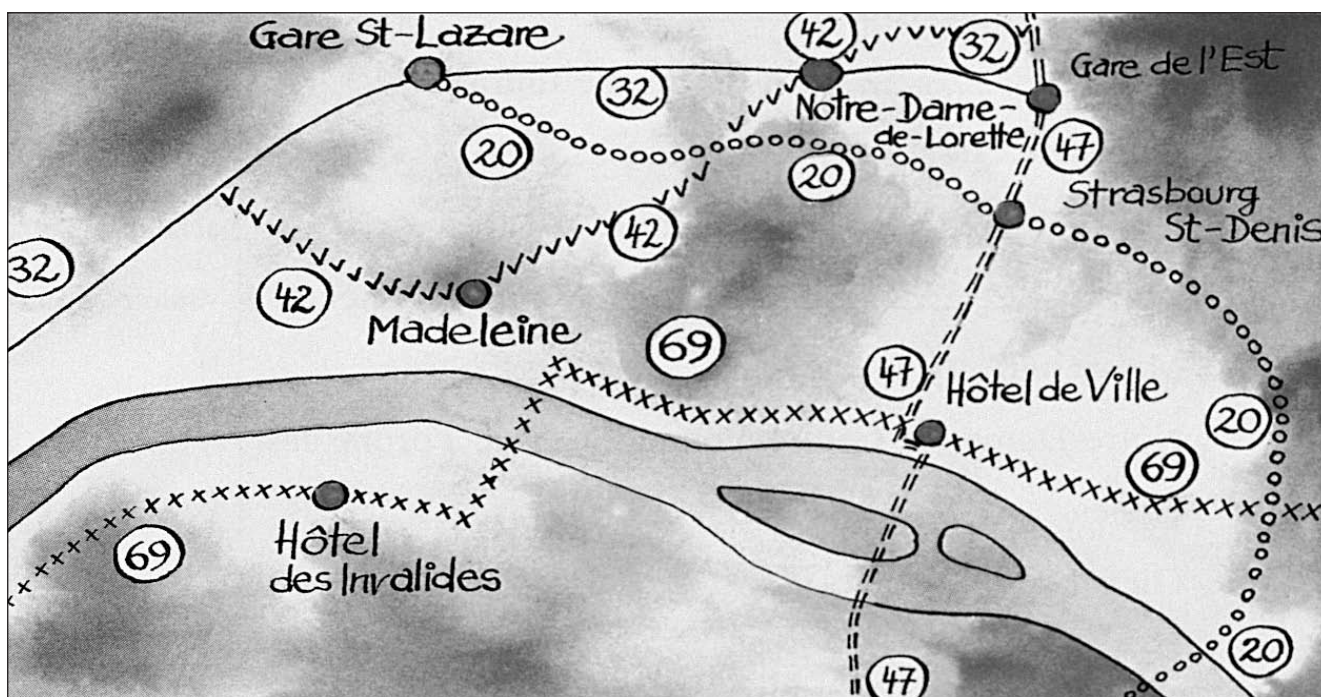 42
Gare St-Lazare
32
Gare de l'Est
32
Notre-Dame-
de-Lorette
47
20
20
Strasbourg
St-Denis
42
32
42
Madeleine
69
47
Hôtel de Ville
20
69
69
Hôtel
des Invalides
20
47